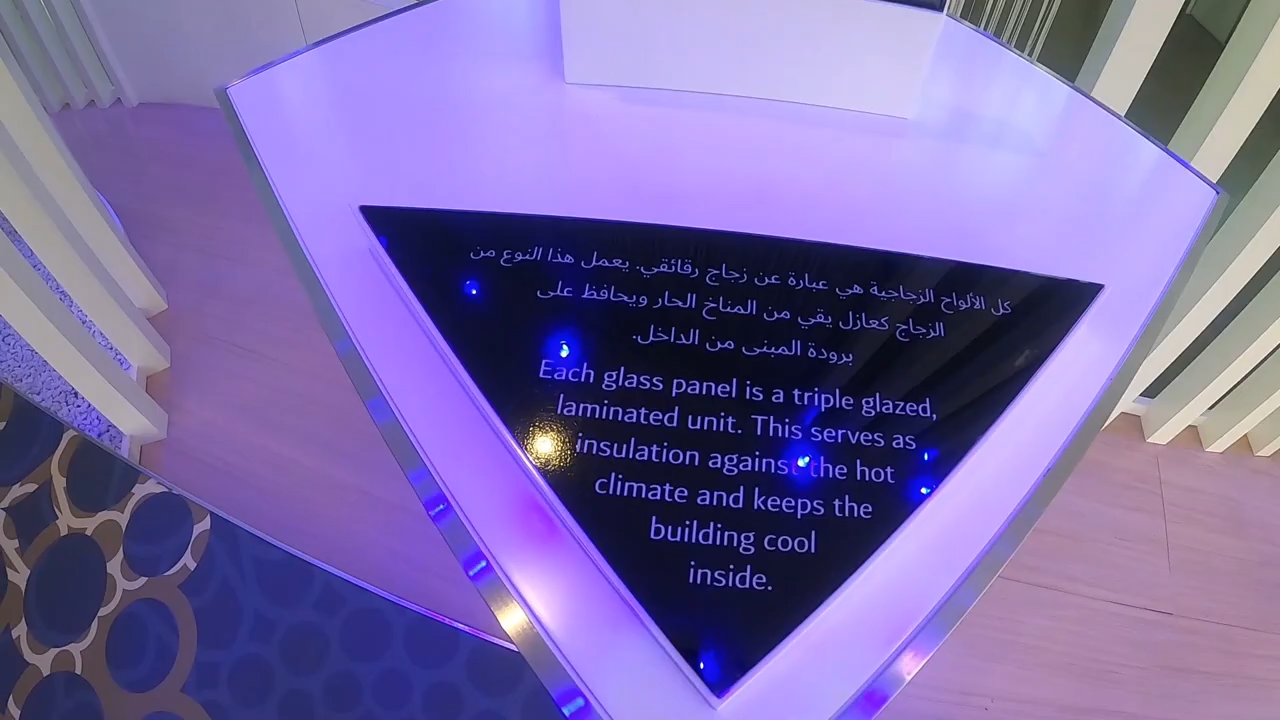 كل الألواح الزجاجية هي عبارة عن زجاج رقائقي. يعمل هذا النوع من
الزجاج كعازل يقي من المناخ الحار ويحافظ على
برودة المبنى من الداخل.
Each glass panel is a triple glazed,
laminated unit. This serves as
insulation against the hot
climate and keeps the
building cool
inside.